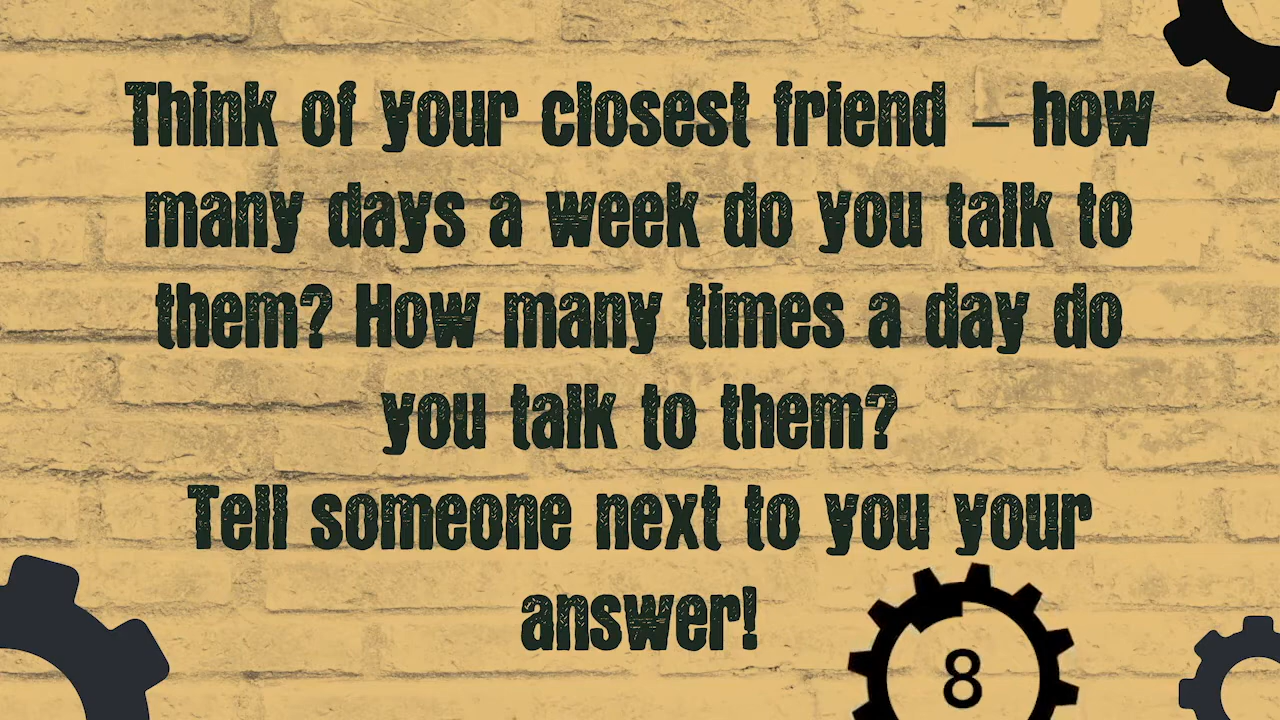 Think of your closest friend – how
many days a week do you talk to
them? How many times a day do
you talk to them?
Tell someone next to you your
answer!
8